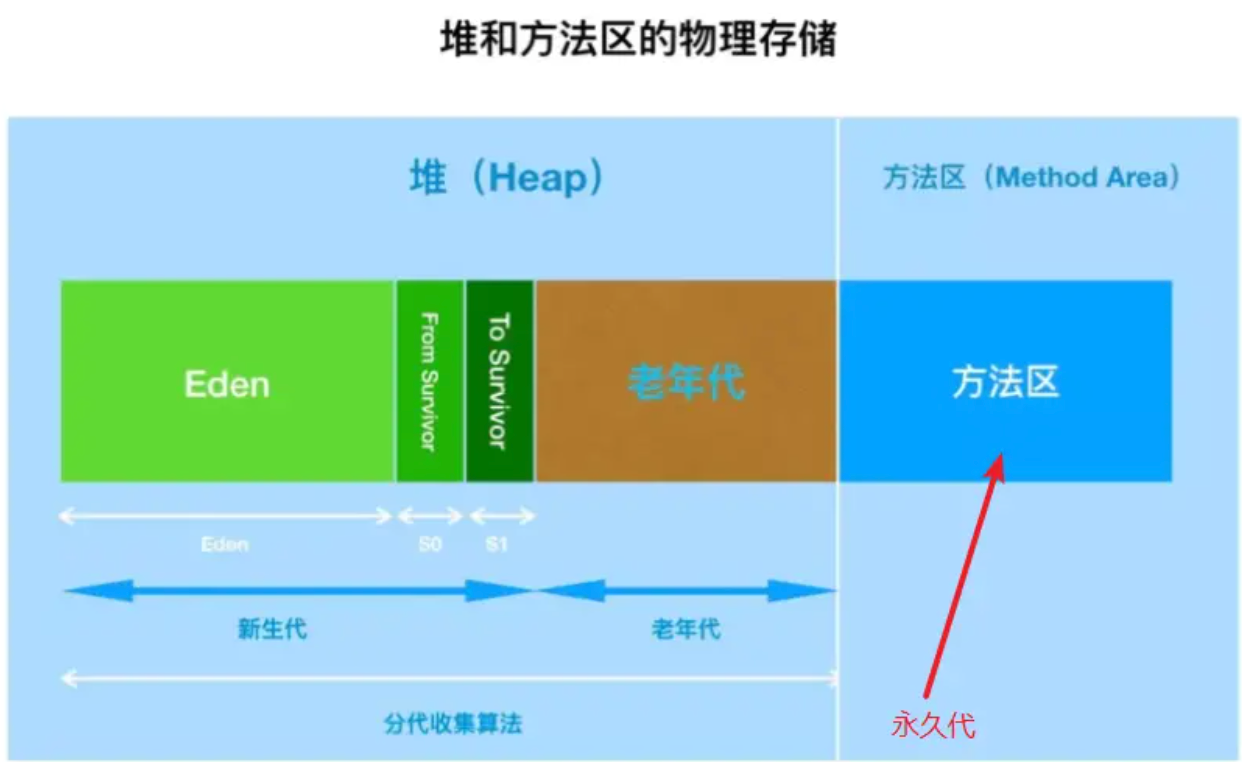 堆和方法区的物理存储
堆（Heap）
方法区（Method Area）
Eden
From Survivor
To Survivor
老年代
方法区
Eden
S0
S1
新生代
老年代
分代收集算法
永久代